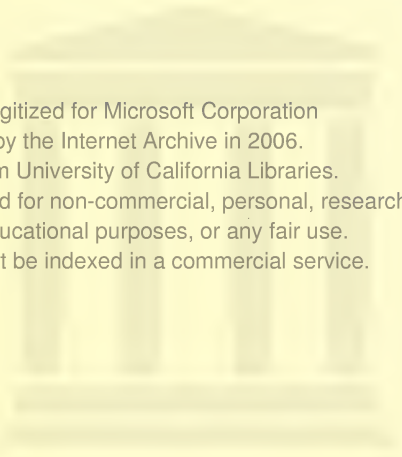 gitized for Microsoft Corporation
by the Internet Archive in 2006.
m University of California Libraries.
d for non-commercial, personal, research
ucational purposes, or any fair use.
t be indexed in a commercial service.